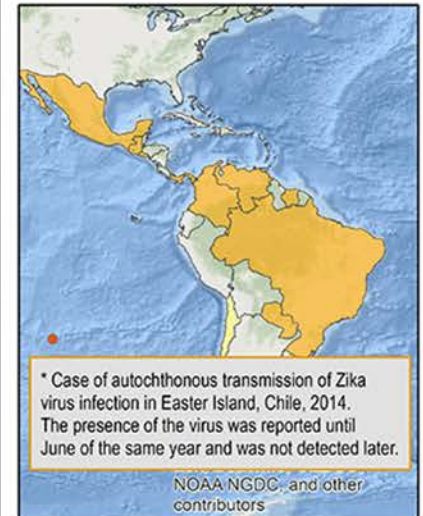 * Case of autochthonous transmission of Zika
virus infection in Easter Island, Chile, 2014.
The presence of the virus was reported until
June of the same year and was not detected later.
NOAA NGDC, and other
contributors